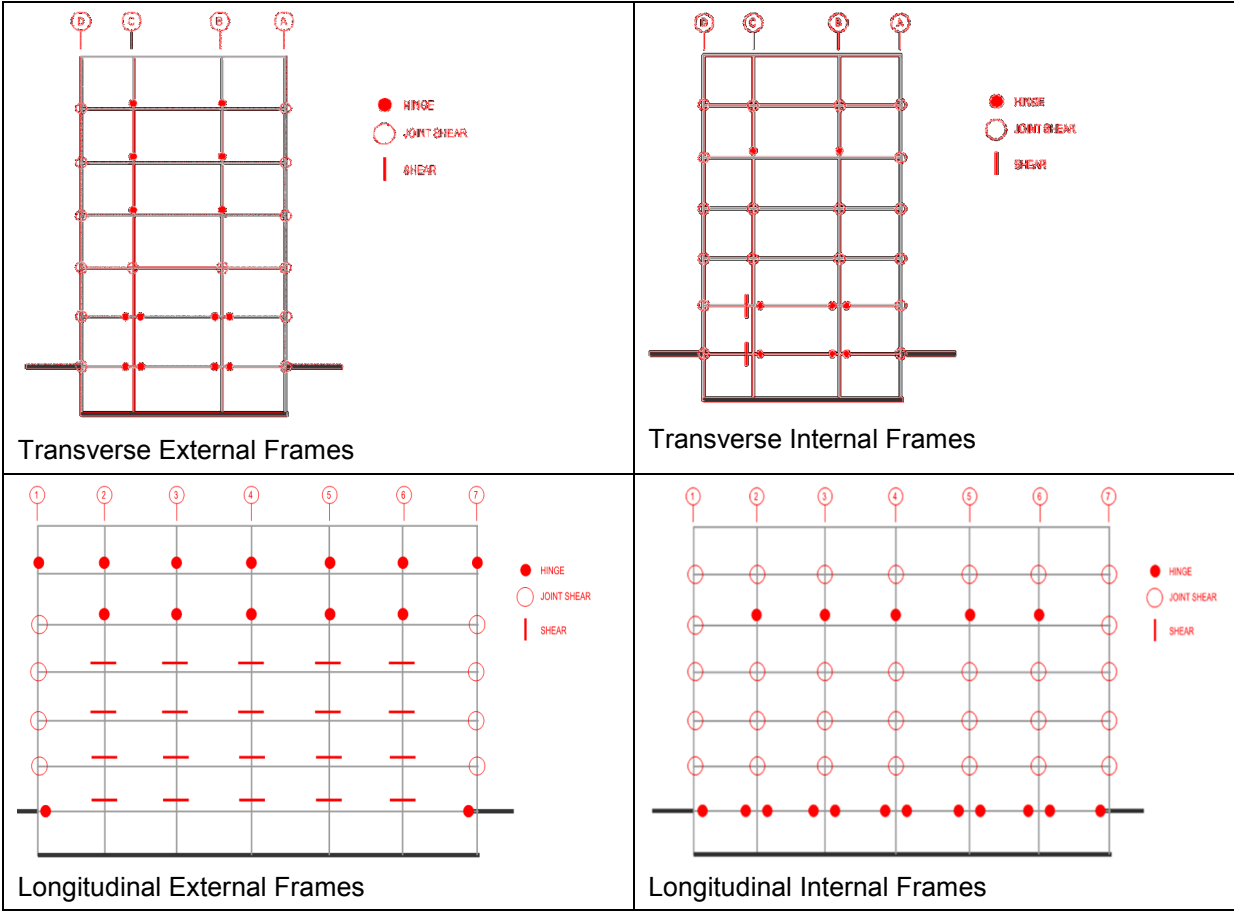 D C B A
HINGE
JOINT SHEAR
SHEAR
Transverse External Frames
D C B A
HINGE
JOINT SHEAR
SHEAR
Transverse Internal Frames
1 2 3 4 5 6 7
HINGE
JOINT SHEAR
SHEAR
Longitudinal External Frames
1 2 3 4 5 6 7
HINGE
JOINT SHEAR
SHEAR
Longitudinal Internal Frames